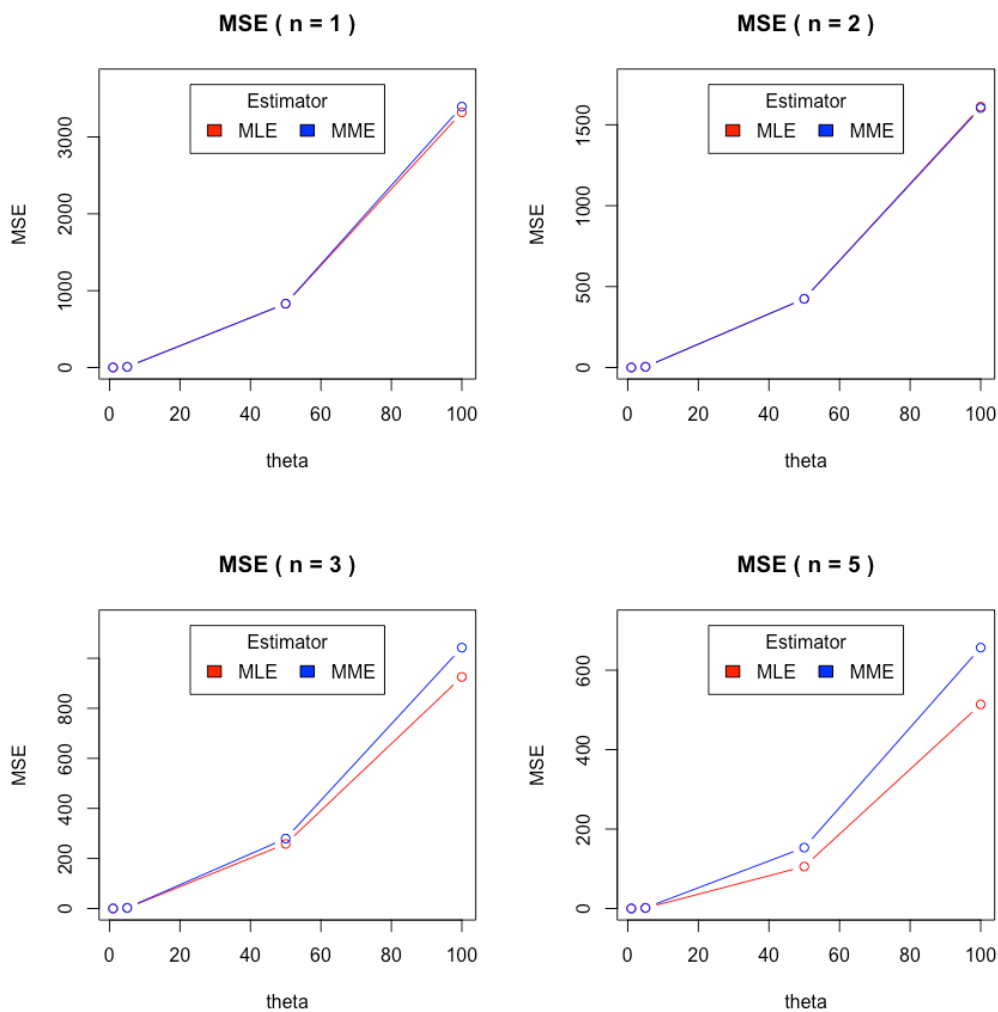 MSE ( n = 1 )
Estimator
MLE MME
MSE
0 1000 2000 3000
0 20 40 60 80 100
theta
MSE ( n = 2 )
Estimator
MLE MME
MSE
0 500 1000 1500
0 20 40 60 80 100
theta
MSE ( n = 3 )
Estimator
MLE MME
MSE
0 200 400 600 800
0 20 40 60 80 100
theta
MSE ( n = 5 )
Estimator
MLE MME
MSE
0 200 400 600
0 20 40 60 80 100
theta